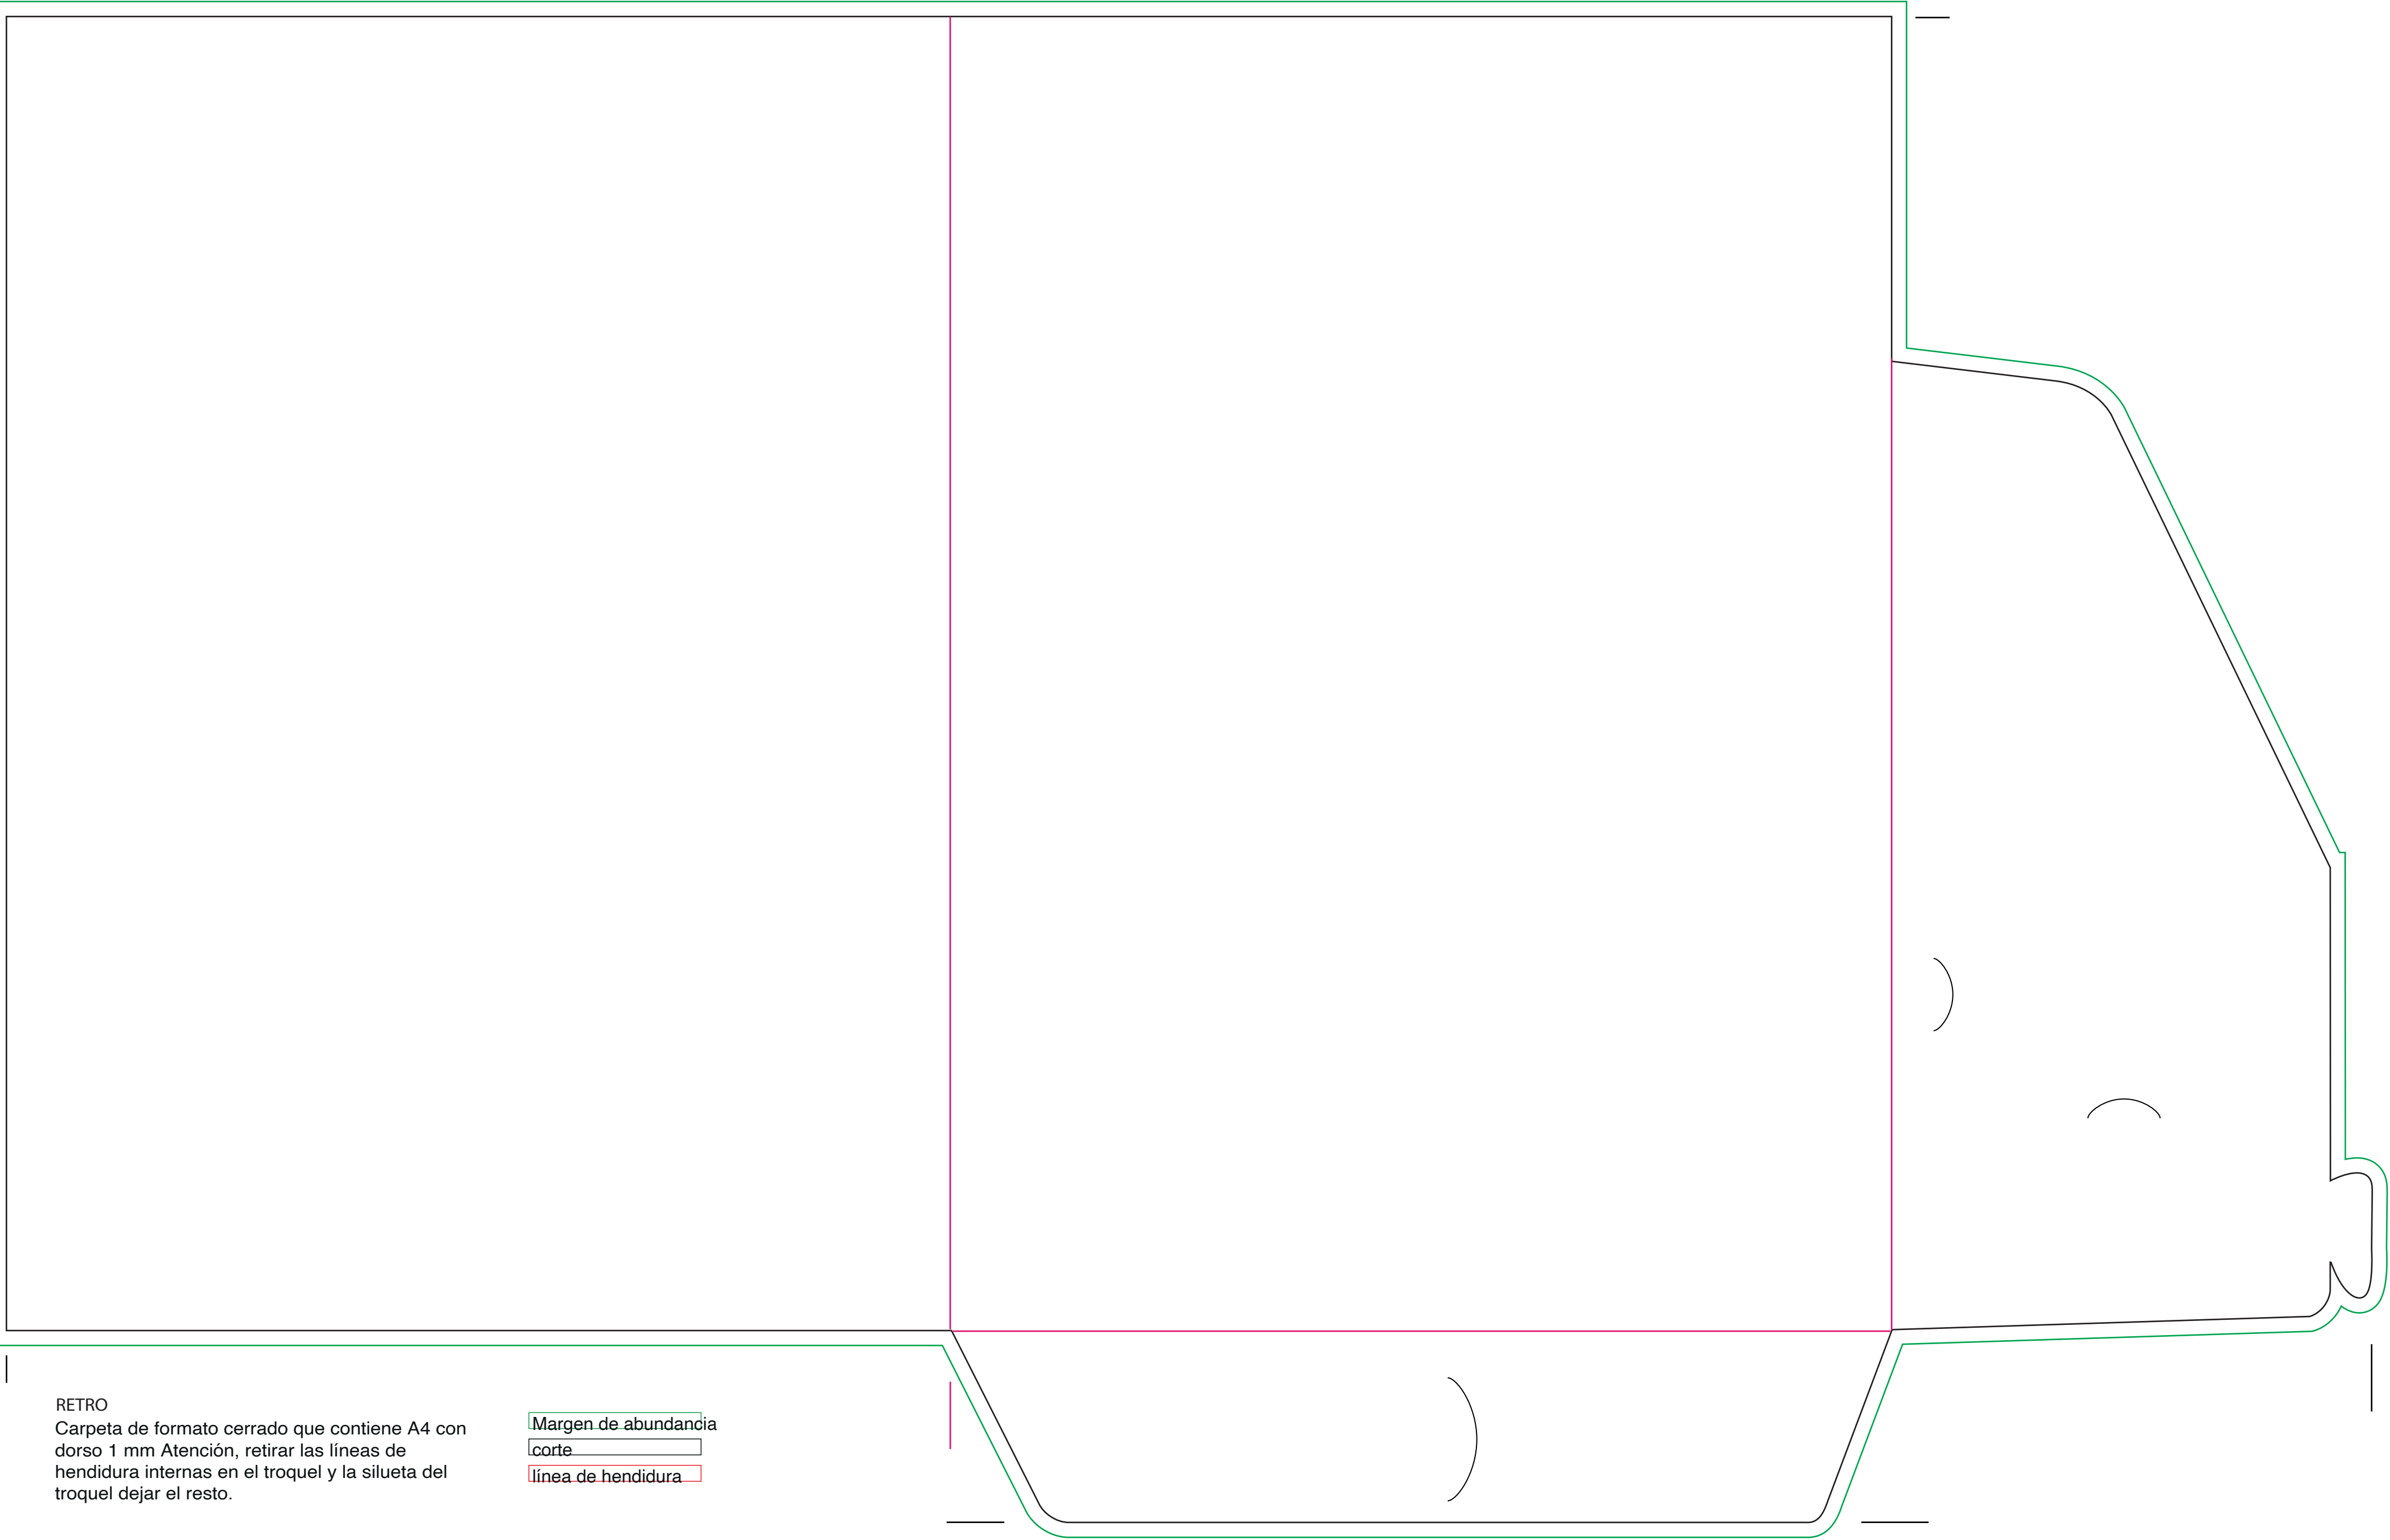 RETRO
Carpeta de formato cerrado que contiene A4 con
dorso 1 mm Atención, retirar las líneas de
hendidura internas en el troquel y la silueta del
troquel dejar el resto.
Margen de abundancia
corte
línea de hendidura